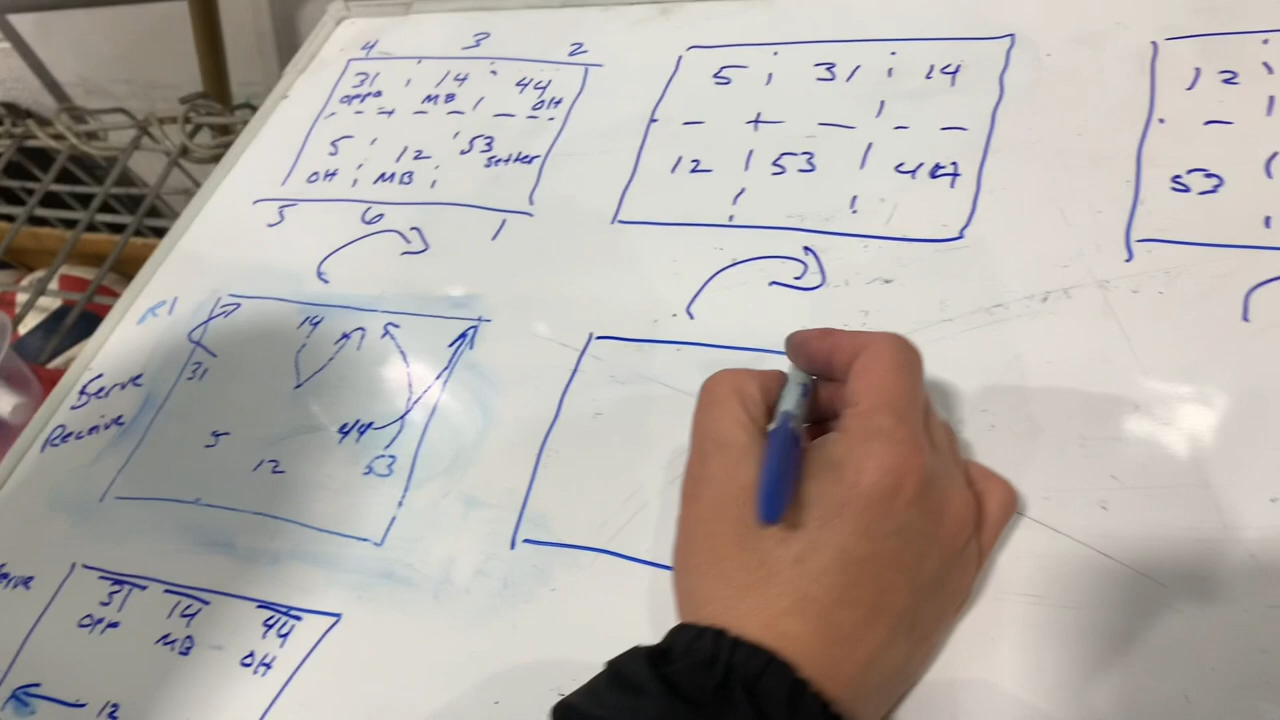 4 3 2
31 14 44
OPPO MB OH
5 12 53
Setter
OH MB
5 6 1
5 31 14
12 53 44
12
53
R1
Serve
Receive
14
31
5 44
12 53
31 14 44
OPP MB OH
12